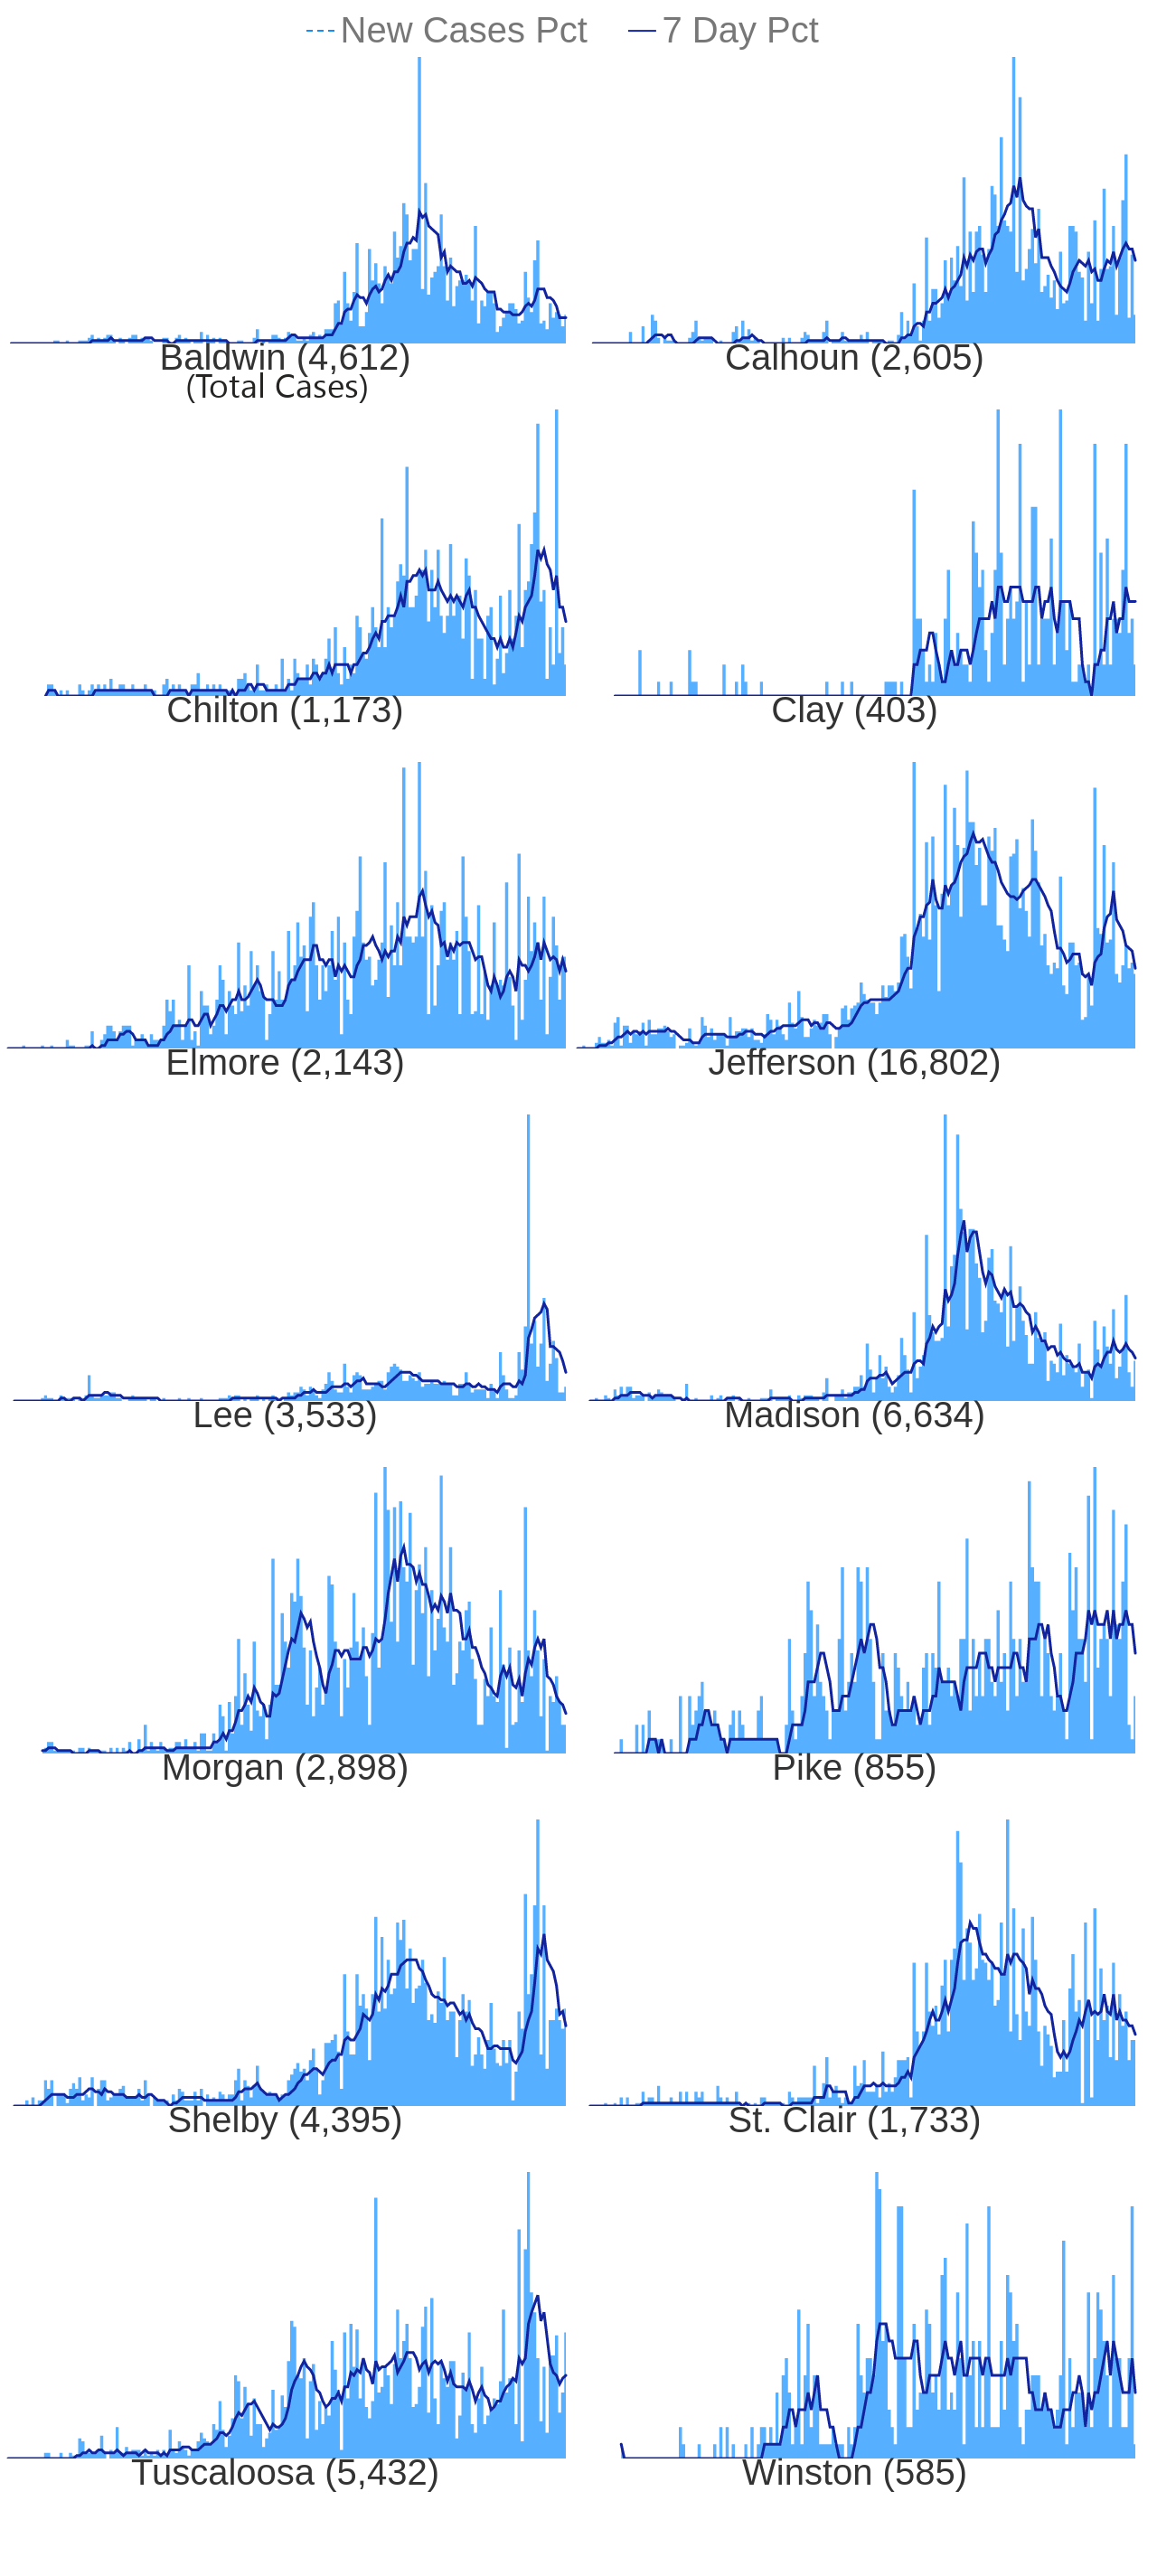 New Cases Pct 7 Day Pct
Baldwin (4,612) Calhoun (2,605)
(Total Cases)
Chilton (1,173) Clay (403)
Elmore (2,143) Jefferson (16,802)
Lee (3,533) Madison (6,634)
Morgan (2,898) Pike (855)
Shelby (4,395) St. Clair (1,733)
Tuscaloosa (5,432) Winston (585)